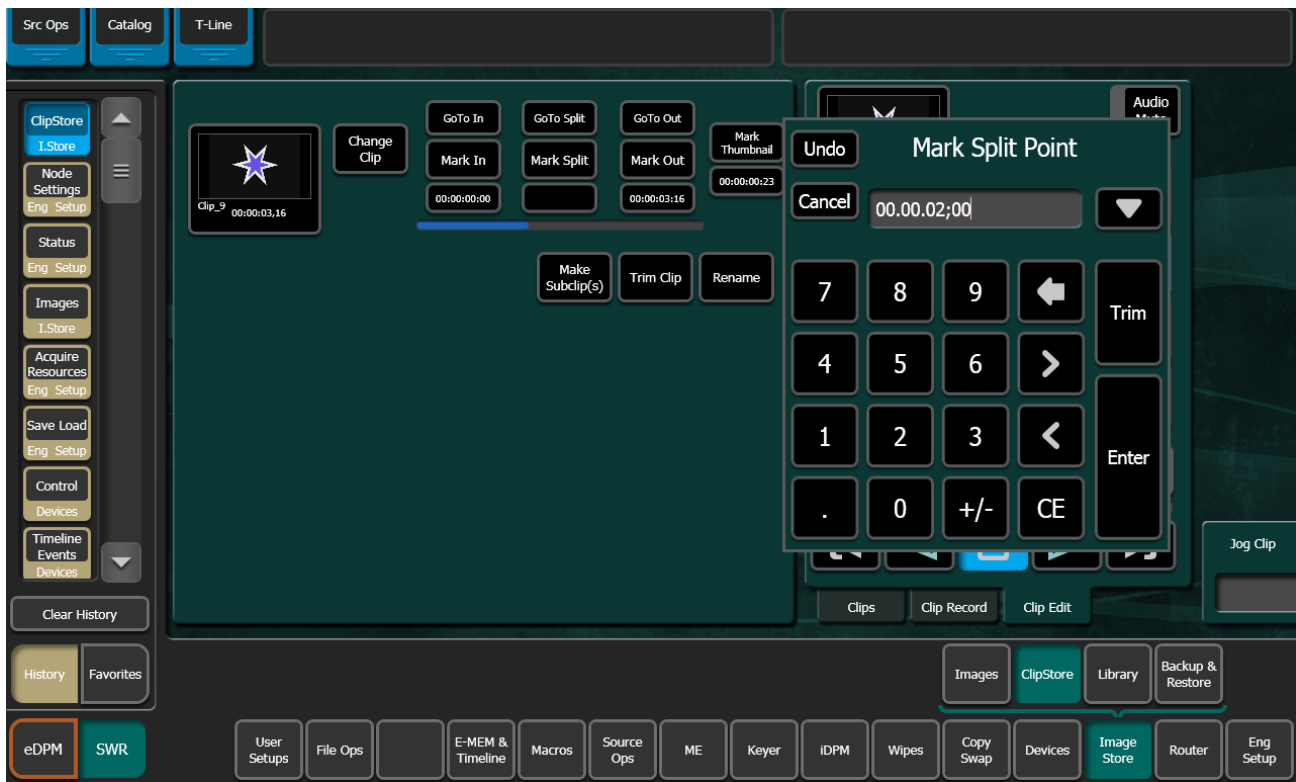 Src Ops
Catalog
T-Line
ClipStore
I.Store
Node
Settings
Eng Setup
Status
Eng Setup
Images
I.Store
Acquire
Resources
Eng Setup
Save Load
Eng Setup
Control
Devices
Timeline
Events
Devices
Clear History
History
Favorites
Clip_9 00:00:03,16
Change
Clip
GoTo In
GoTo Split
GoTo Out
Mark In
Mark Split
Mark Out
Mark
Thumbnail
00:00:00:00
00:00:03:16
00:00:00:23
Make
Subclip(s)
Trim Clip
Rename
Audio
Undo
Mark Split Point
Cancel
00.00.02;00
7
8
9
Trim
4
5
6
>
1
2
3
<
Enter
.
0
+/-
CE
Jog Clip
Clips
Clip Record
Clip Edit
Images
ClipStore
Library
Backup &
Restore
eDPM
SWR
User
Setups
File Ops
E-MEM &
Timeline
Macros
Source
Ops
ME
Keyer
iDPM
Wipes
Copy
Swap
Devices
Image
Store
Router
Eng
Setup